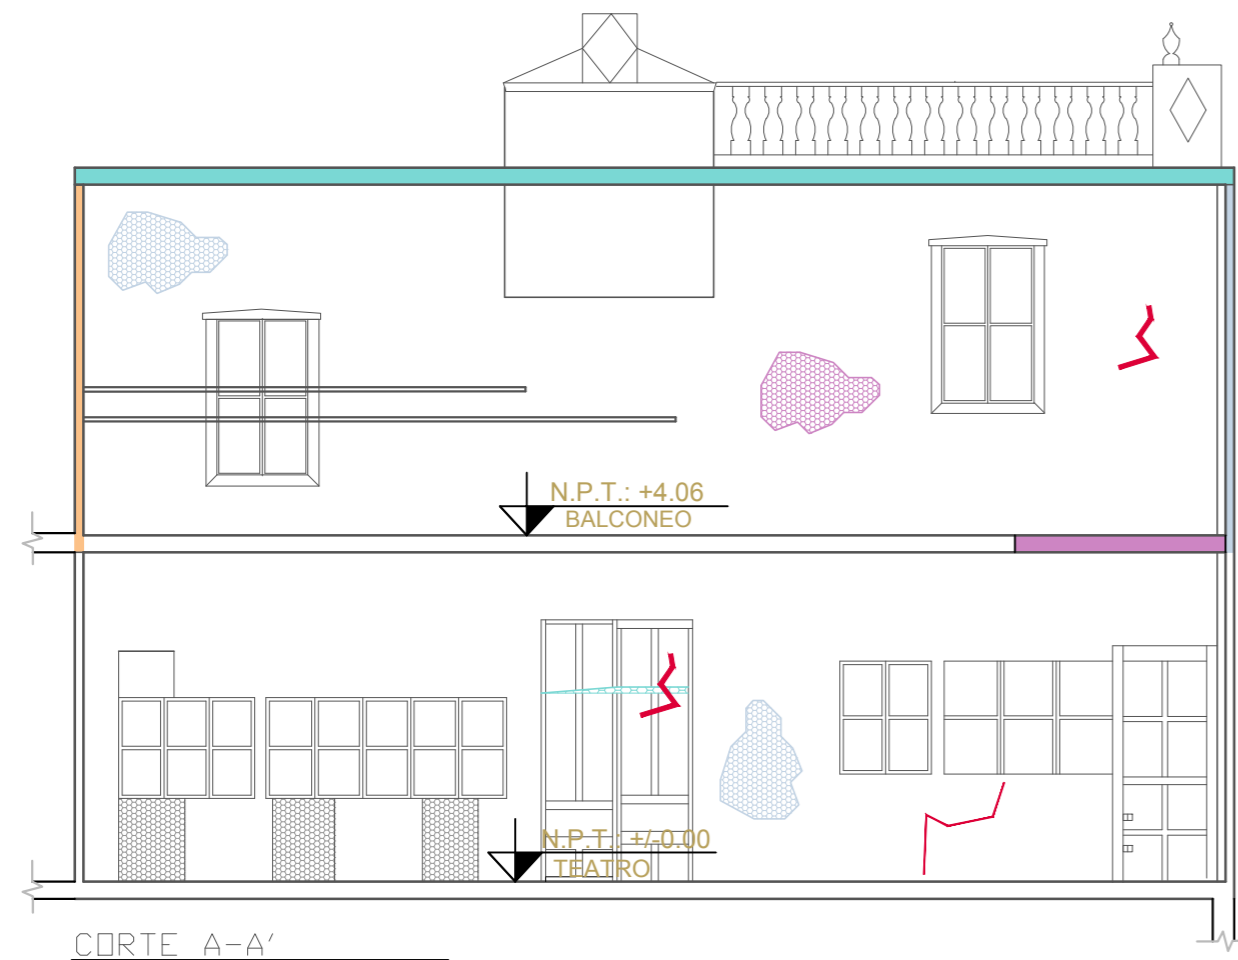 N.P.T.: +4.06
BALCONEO
N.P.T.: +/-0.00
TEATRO
CORTE A-A'